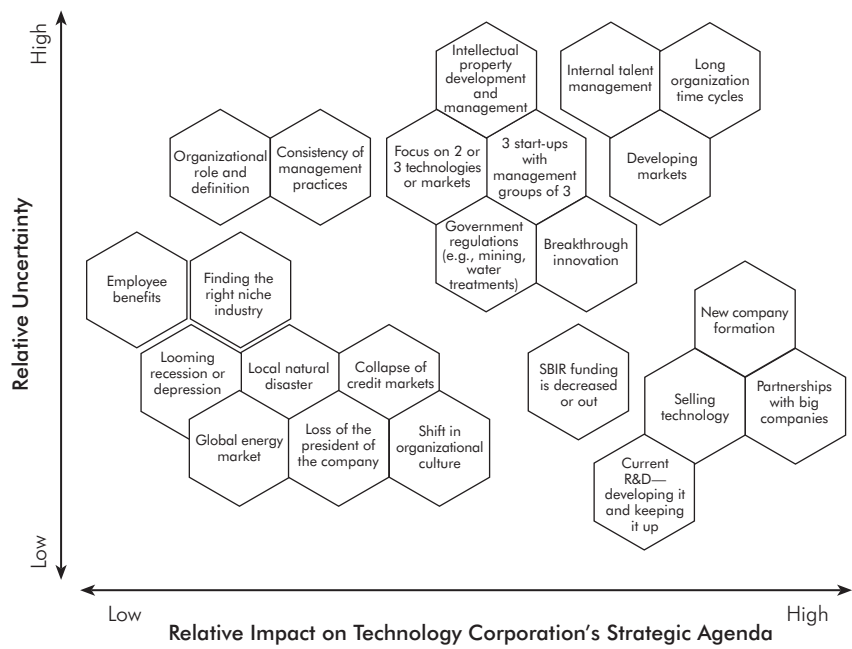 High
Relative Uncertainty
Low
Intellectual
property
development
and
management
Internal talent
management
Long
organization
time cycles
Organizational
role and
definition
Consistency of
management
practices
Focus on 2 or
3 technologies
or markets
3 start-ups
with
management
groups of 3
Developing
markets
Government
regulations
(e.g., mining,
water
treatments)
Breakthrough
innovation
Employee
benefits
Finding the
right niche
industry
New company
formation
Looming
recession or
depression
Local natural
disaster
Collapse of
credit markets
SBIR funding
is decreased
or out
Selling
technology
Partnerships
with big
companies
Global energy
market
Loss of the
president of
the company
Shift in
organizational
culture
Current
R&D—
developing it
and keeping
it up
Low
High
Relative Impact on Technology Corporation’s Strategic Agenda